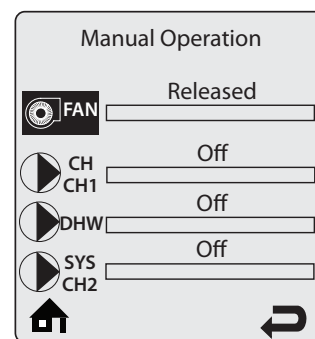 Manual Operation
Released
FAN
Off
CH
CH1
Off
DHW
Off
SYS
CH2